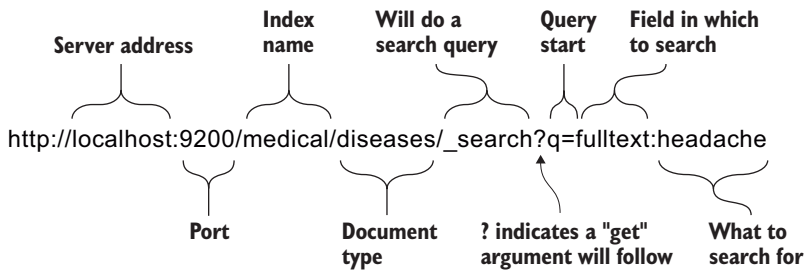 Index
name
Will do a
search query
Query
start
Field in which
to search
Server address
http://localhost:9200/medical/diseases/_search?q=fulltext:headache
Port
Document
type
? indicates a "get"
argument will follow
What to
search for